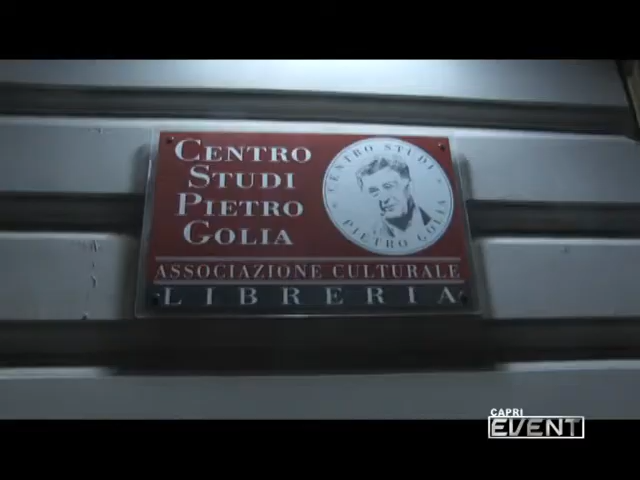 CENTRO
STUDI
PIETRO
GOLIA
CENTRO STUDI
PIETRO GOLIA
ASSOCIAZIONE CULTURALE
LIBRERIA
CAPRI
EVENT